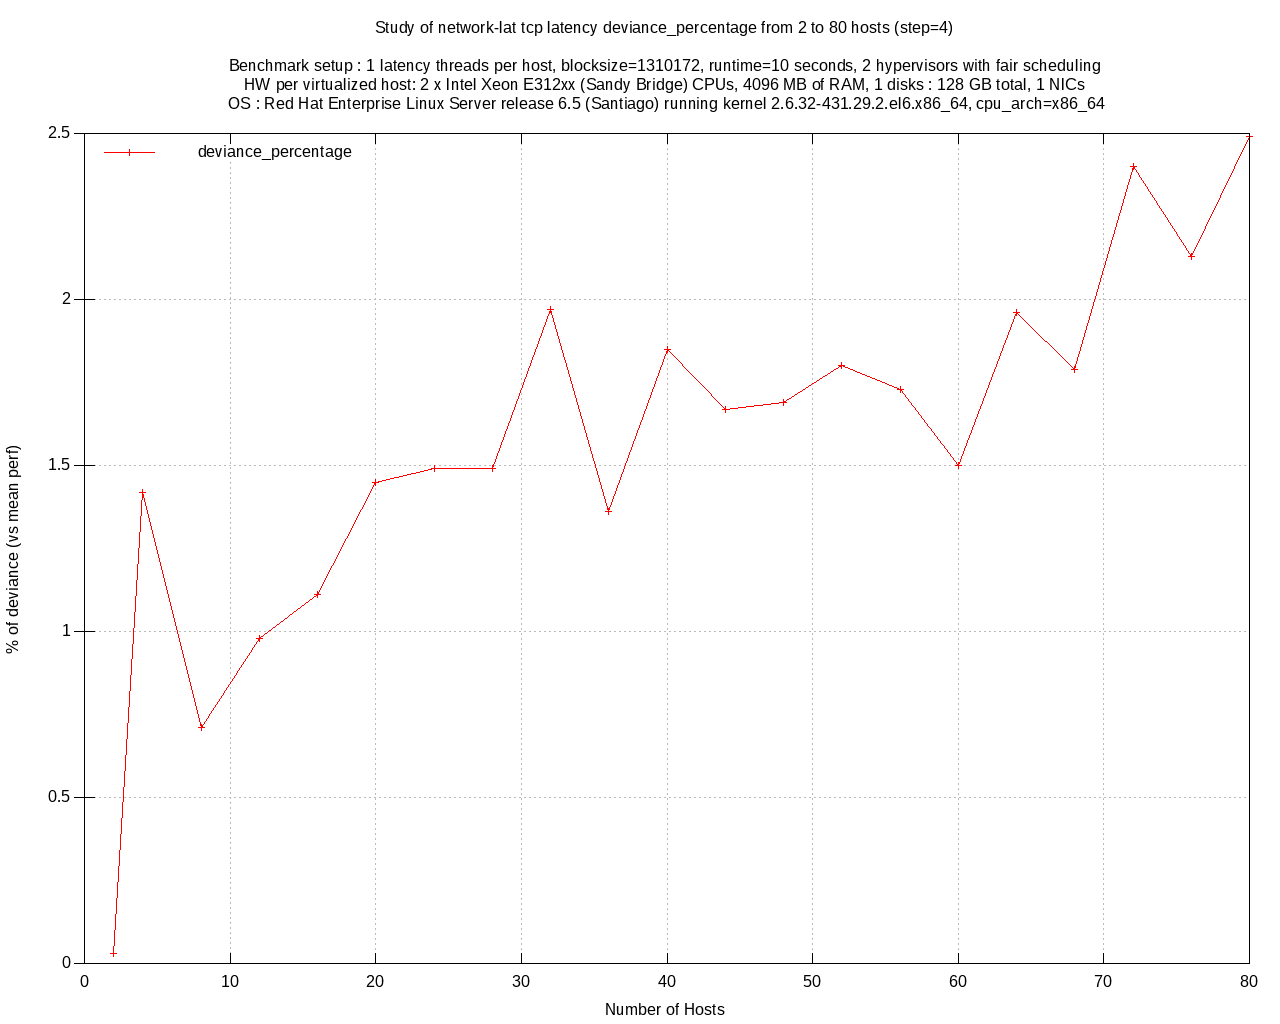 Study of network-lat tcp latency deviance_percentage from 2 to 80 hosts (step=4)
Benchmark setup : 1 latency threads per host, blocksize=1310172, runtime=10 seconds, 2 hypervisors with fair scheduling
HW per virtualized host: 2 x Intel Xeon E312xx (Sandy Bridge) CPUs, 4096 MB of RAM, 1 disks : 128 GB total, 1 NICs
OS : Red Hat Enterprise Linux Server release 6.5 (Santiago) running kernel 2.6.32-431.29.2.el6.x86_64, cpu_arch=x86_64
deviance_percentage
2.5
2
1.5
1
0.5
0
% of deviance (vs mean perf)
0 10 20 30 40 50 60 70 80
Number of Hosts